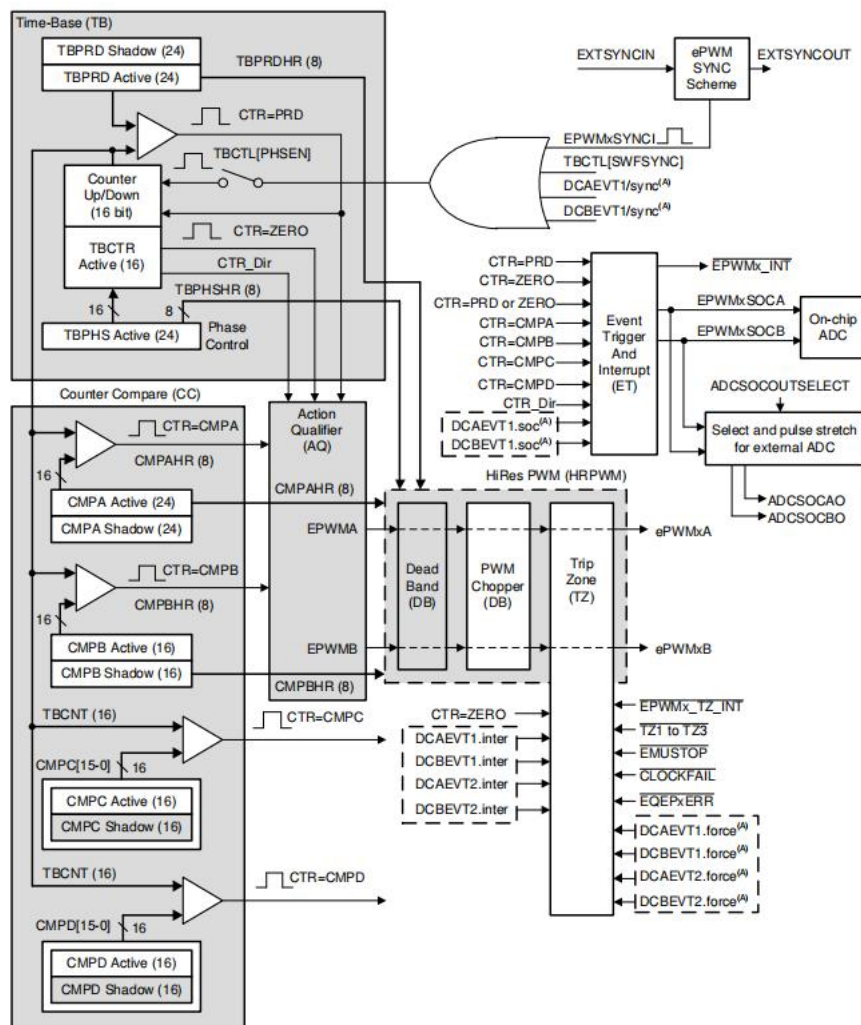 Time-Base (TB)
TBPRD Shadow (24)
TBPRD Active (24)
TBPRDHR (8)
CTR=PRD
TBCTL[PHSEN]
Counter
Up/Down
(16 bit)
CTR=ZERO
TBCTR
Active (16)
CTR_Dir
TBPHSHR (8)
16
8
TBPHS Active (24)
Phase
Control
EXTSYNCIN
ePWM
SYNC
Scheme
EXTSYNCOUT
EPWMxSYNCI
TBCTL[SWFSYNC]
DCAEVT1/sync(A)
DCBEVT1/sync(A)
CTR=PRD
CTR=ZERO
CTR=PRD or ZERO
CTR=CMPA
CTR=CMPB
CTR=CMPC
CTR=CMPD
CTR_Dir
DCAEVT1.soc(A)
DCBEVT1.soc(A)
Event
Trigger
And
Interrupt
(ET)
EPWMx_INT
EPWMxSOCA
EPWMxSOCB
On-chip
ADC
ADCSOCOUTSELECT
Select and pulse stretch
for external ADC
ADCSOCAO
ADCSOCBO
Counter Compare (CC)
CTR=CMPA
16
CMPAHR (8)
CMPA Active (24)
CMPA Shadow (24)
CTR=CMPB
16
CMPBHR (8)
CMPB Active (16)
CMPB Shadow (16)
TBCNT (16)
CTR=CMPC
CMPC[15-0]
16
CMPC Active (16)
CMPC Shadow (16)
TBCNT (16)
CTR=CMPD
CMPD[15-0]
16
CMPD Active (16)
CMPD Shadow (16)
Action
Qualifier
(AQ)
CMPAHR (8)
EPWMA
EPWMB
CMPBHR (8)
HiRes PWM (HRPWM)
Dead
Band
(DB)
PWM
Chopper
(DB)
Trip
Zone
(TZ)
ePWMxA
ePWMxB
CTR=ZERO
DCAEVT1.inter
DCBEVT1.inter
DCAEVT2.inter
DCBEVT2.inter
EPWMx_TZ_INT
TZ1 to TZ3
EMUSTOP
CLOCKFAIL
EQEPxERR
DCAEVT1.force(A)
DCBEVT1.force(A)
DCAEVT2.force(A)
DCBEVT2.force(A)